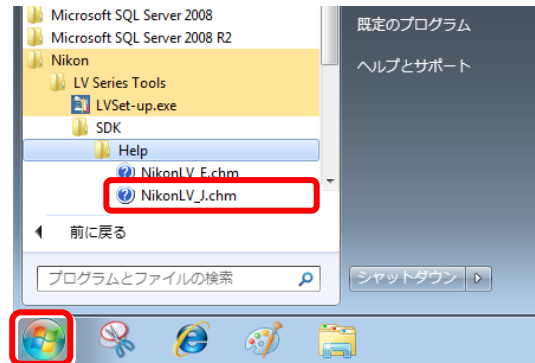 Microsoft SQL Server 2008
Microsoft SQL Server 2008 R2
Nikon
LV Series Tools
LVSet-up.exe
SDK
Help
NikonLV_E.chm
NikonLV_J.chm
前に戻る
プログラムとファイルの検索
既定のプログラム
ヘルプとサポート
シャットダウン